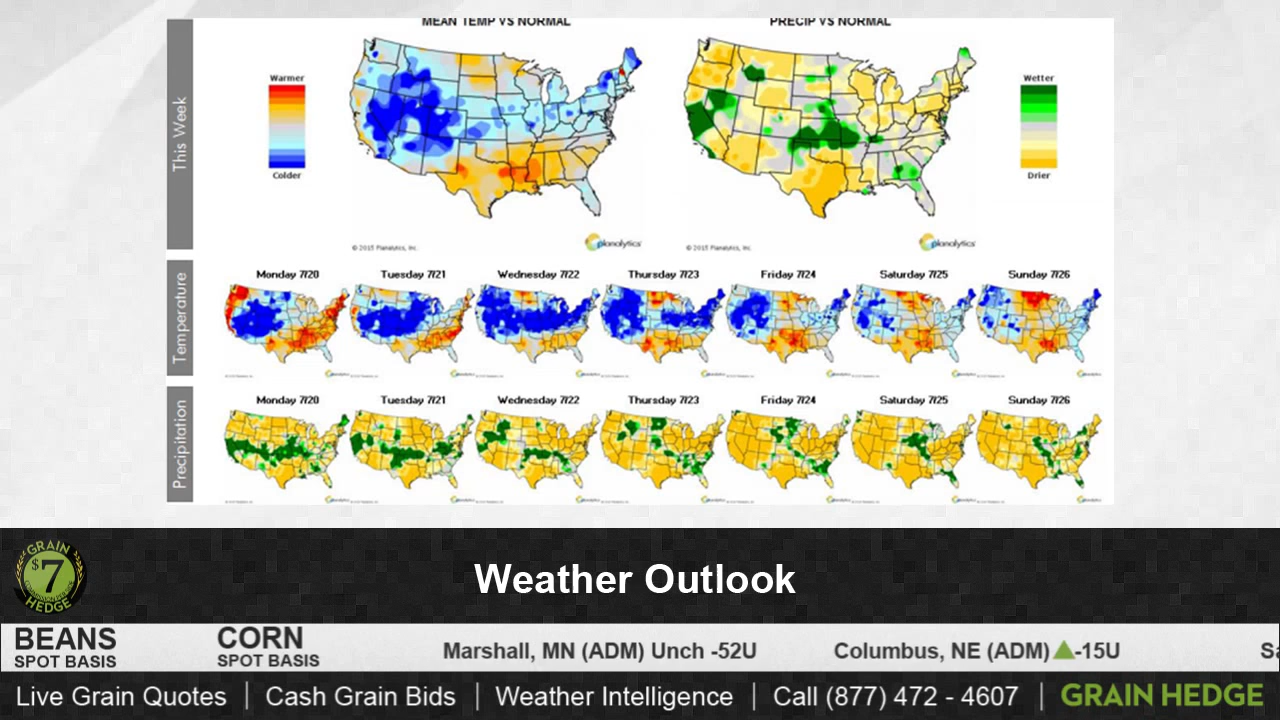 MEAN TEMP VS NORMAL
PRECIP VS NORMAL
This Week
Warmer
Colder
Wetter
Drier
© 2015 Planalytics, Inc.
planalytics
© 2015 Planalytics, Inc.
planalytics
Temperature
Monday 7/20
Tuesday 7/21
Wednesday 7/22
Thursday 7/23
Friday 7/24
Saturday 7/25
Sunday 7/26
Precipitation
Monday 7/20
Tuesday 7/21
Wednesday 7/22
Thursday 7/23
Friday 7/24
Saturday 7/25
Sunday 7/26
GRAIN
$7
HEDGE
Weather Outlook
BEANS
SPOT BASIS
CORN
SPOT BASIS
Marshall, MN (ADM) Unch -52U
Columbus, NE (ADM) ▲-15U
Sa
Live Grain Quotes | Cash Grain Bids | Weather Intelligence | Call (877) 472 - 4607 | GRAIN HEDGE